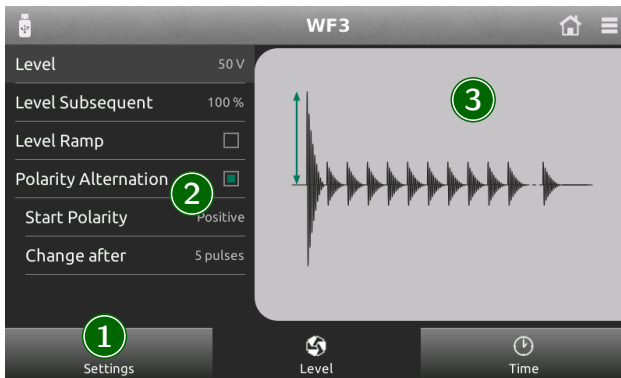 WF3
Level 50 V
Level Subsequent 100 %
Level Ramp
Polarity Alternation
2
Start Polarity Positive
Change after 5 pulses
3
1
Settings
Level
Time